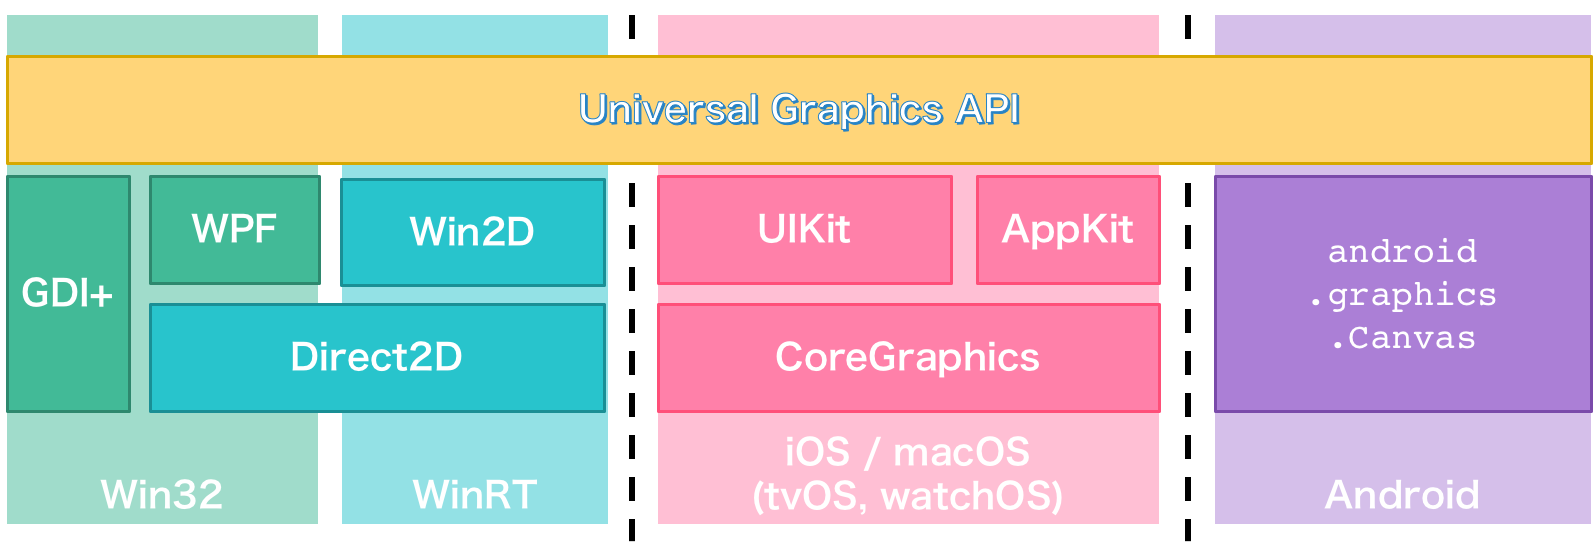 Universal Graphics API
GDI+
WPF
Win2D
Direct2D
UIKit
AppKit
CoreGraphics
android
.graphics
.Canvas
Win32
WinRT
iOS / macOS
(tvOS, watchOS)
Android